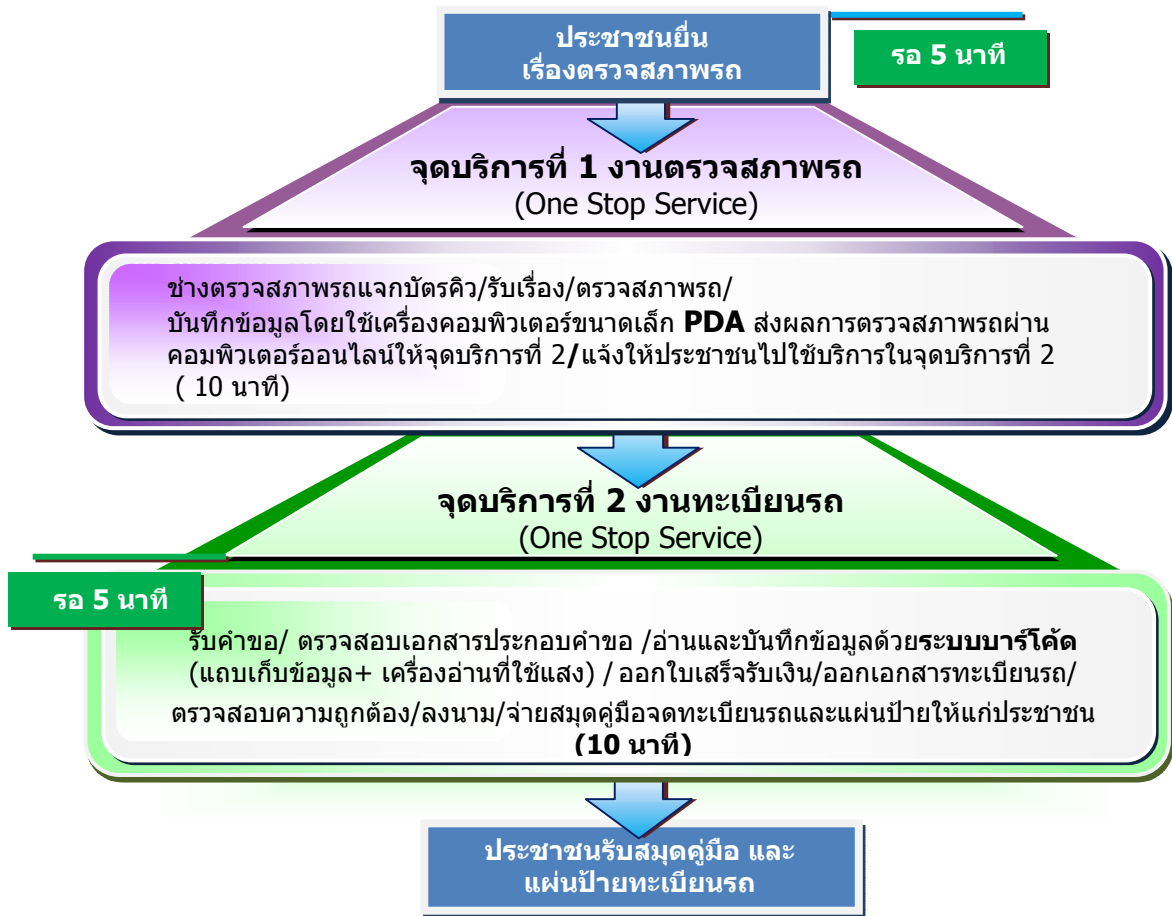 ประชาชนยื่น
เรื่องตรวจสภาพรถ
รอ 5 นาที
จุดบริการที่ 1 งานตรวจสภาพรถ
(One Stop Service)
ช่างตรวจสภาพรถแจกบัตรคิว/รับเรื่อง/ตรวจสภาพรถ/
บันทึกข้อมูลโดยใช้เครื่องคอมพิวเตอร์ขนาดเล็ก PDA ส่งผลการตรวจสภาพรถผ่าน
คอมพิวเตอร์ออนไลน์ให้จุดบริการที่ 2/แจ้งให้ประชาชนไปใช้บริการในจุดบริการที่ 2
( 10 นาที)
จุดบริการที่ 2 งานทะเบียนรถ
(One Stop Service)
รอ 5 นาที
รับคำขอ/ ตรวจสอบเอกสารประกอบคำขอ /อ่านและบันทึกข้อมูลด้วยระบบบาร์โค้ด
(แถบเก็บข้อมูล+ เครื่องอ่านที่ใช้แสง) / ออกใบเสร็จรับเงิน/ออกเอกสารทะเบียนรถ/
ตรวจสอบความถูกต้อง/ลงนาม/จ่ายสมุดคู่มือจดทะเบียนรถและแผ่นป้ายให้แก่ประชาชน
(10 นาที)
ประชาชนรับสมุดคู่มือ และ
แผ่นป้ายทะเบียนรถ